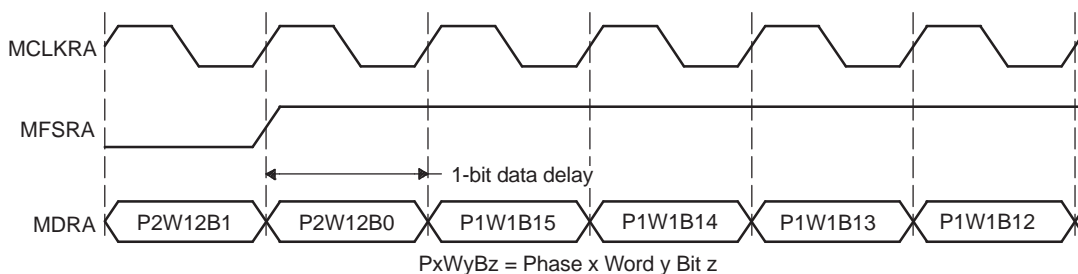 MCLKRA
MFSRA
1-bit data delay
MDRA P2W12B1 P2W12B0 P1W1B15 P1W1B14 P1W1B13 P1W1B12
PxWyBz = Phase x Word y Bit z